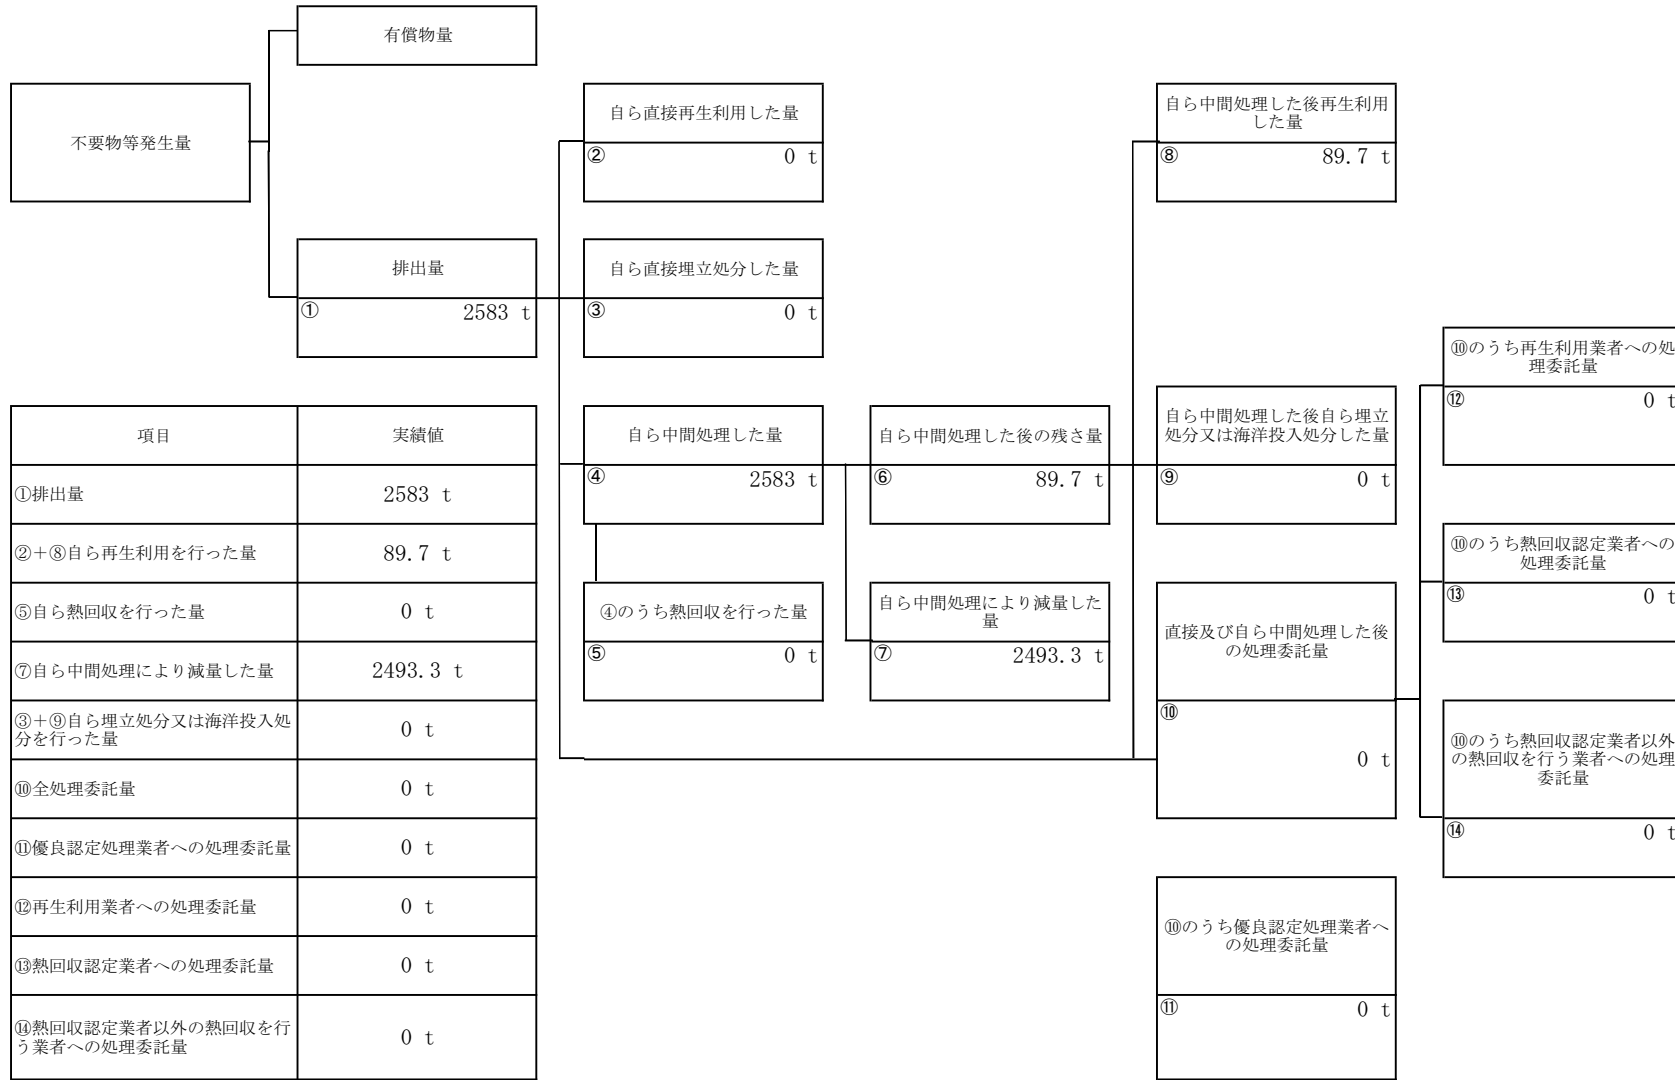 有償物量
不要物等発生量
自ら直接再生利用した量
② 0 t
自ら中間処理した後再生利用
した量
⑧ 89.7 t
排出量
① 2583 t
自ら直接埋立処分した量
③ 0 t
自ら中間処理した量
④ 2583 t
自ら中間処理した後の残さ量
⑥ 89.7 t
自ら中間処理した後自ら埋立
処分又は海洋投入処分した量
⑨ 0 t
⑩のうち再生利用業者への処
理委託量
⑫ 0 t
④のうち熱回収を行った量
⑤ 0 t
自ら中間処理により減量した
量
⑦ 2493.3 t
直接及び自ら中間処理した後
の処理委託量
⑩
0 t
⑩のうち熱回収認定業者への
処理委託量
⑬ 0 t
⑩のうち熱回収認定業者以外
の熱回収を行う業者への処理
委託量
⑭ 0 t
⑩のうち優良認定処理業者へ
の処理委託量
⑪ 0 t
項目 実績値
①排出量 2583 t
②+⑧自ら再生利用を行った量 89.7 t
⑤自ら熱回収を行った量 0 t
⑦自ら中間処理により減量した量 2493.3 t
③+⑨自ら埋立処分又は海洋投入処
分を行った量 0 t
⑩全処理委託量 0 t
⑪優良認定処理業者への処理委託量 0 t
⑫再生利用業者への処理委託量 0 t
⑬熱回収認定業者への処理委託量 0 t
⑭熱回収認定業者以外の熱回収を行
う業者への処理委託量 0 t